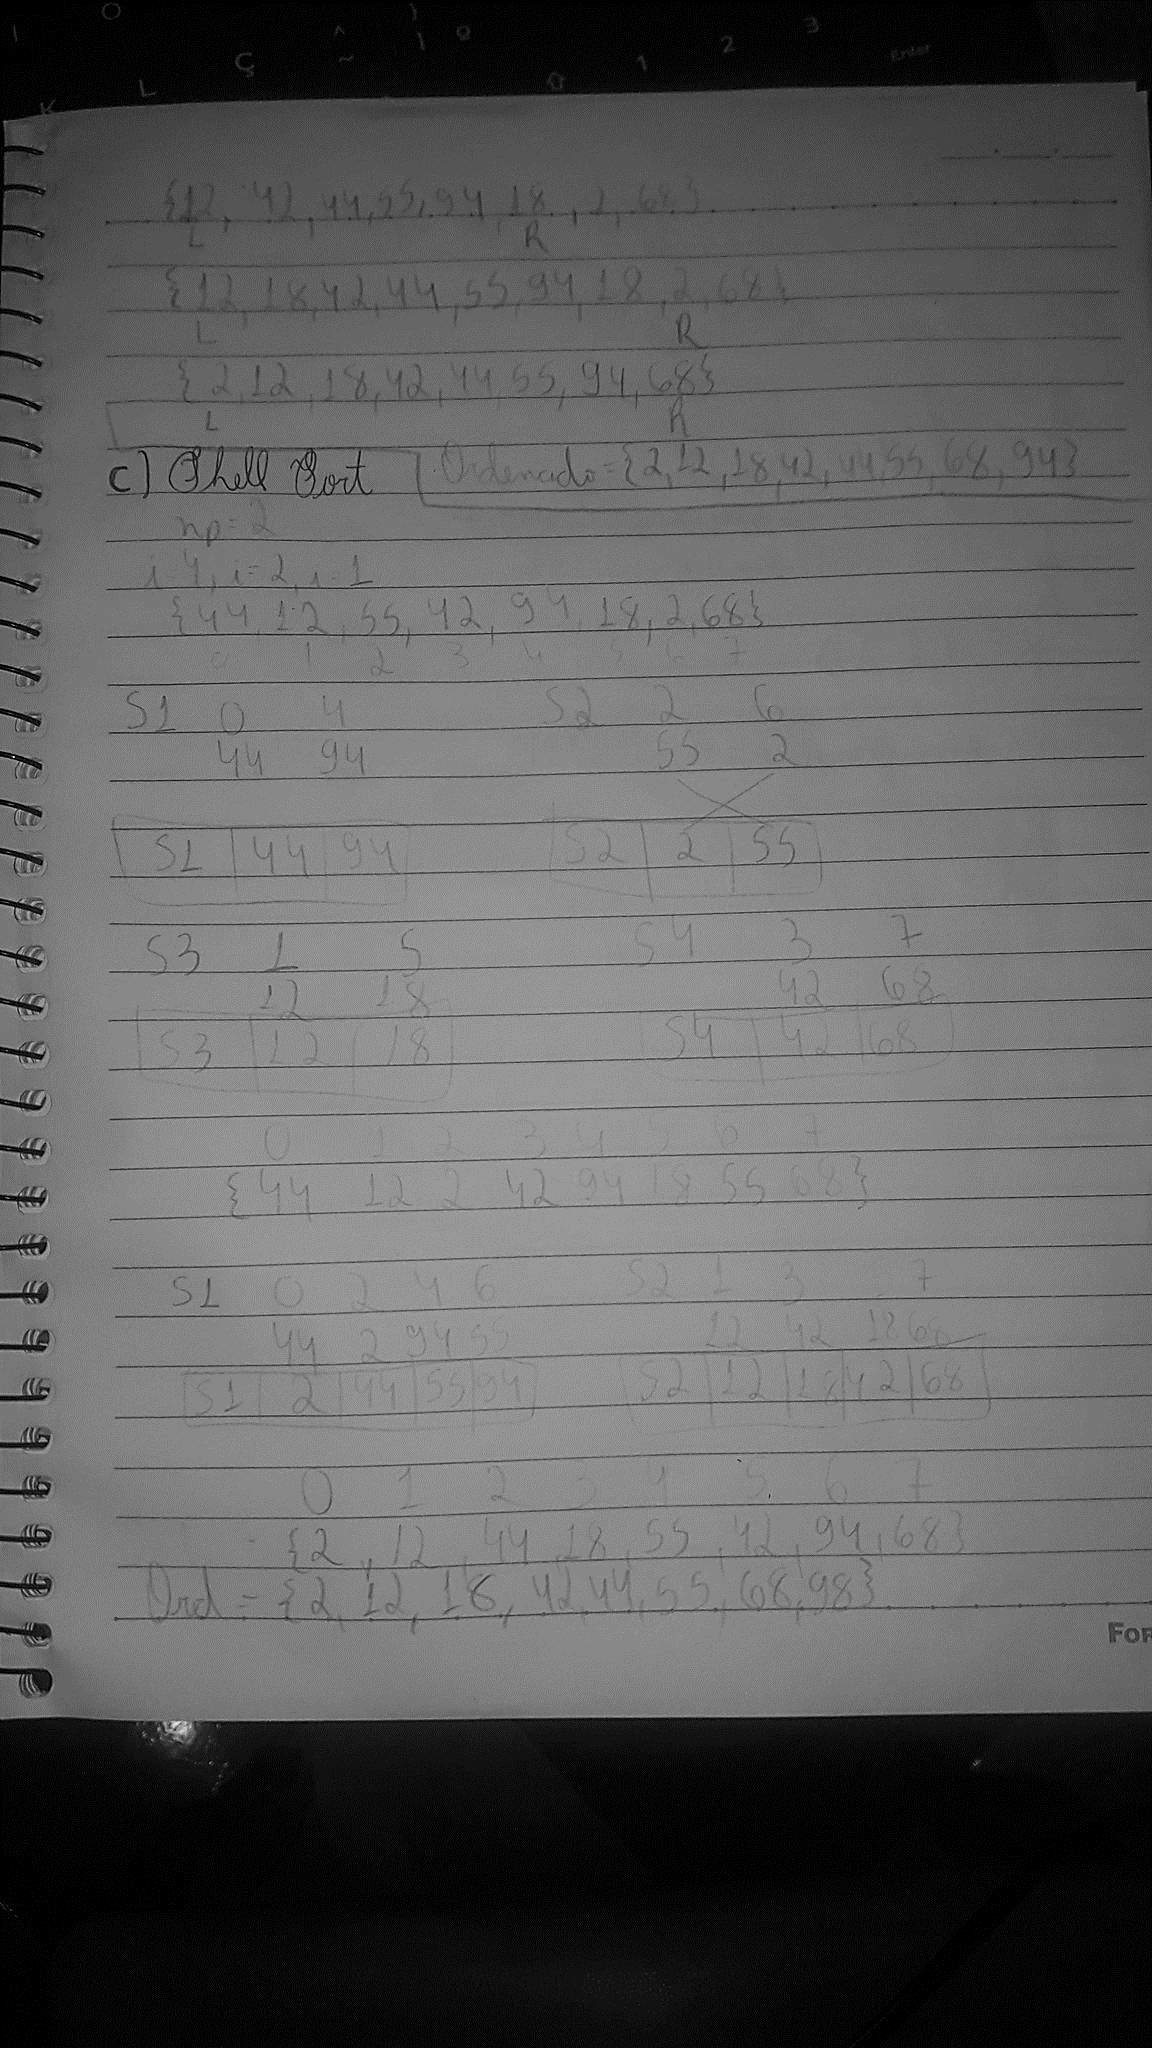 {12, 42, 44, 55, 94, 18, 2, 68}
L R
{12, 18, 42, 44, 55, 94, 18, 2, 68}
L R
{2, 12, 18, 42, 44, 55, 94, 68}
L R
c) Shell Sort Ordenado = {2, 12, 18, 42, 44, 55, 68, 94}
np = 2
i 4, i = 2, i = 1
{44, 12, 55, 42, 94, 18, 2, 68}
0 1 2 3 4 5 6 7
S1 0 4 S2 2 6
44 94 55 2
S1 44 94 S2 2 55
S3 1 5 S4 3 7
12 18 42 68
S3 12 18 S4 42 68
0 1 2 3 4 5 6 7
{44 12 2 42 94 18 55 68}
S1 0 2 4 6 S2 1 3 7
44 2 94 55 12 42 18 68
S1 2 44 55 94 S2 12 18 42 68
0 1 2 3 4 5 6 7
{2, 12, 44, 18, 55, 42, 94, 68}
Ord = {2, 12, 18, 42, 44, 55, 68, 98}